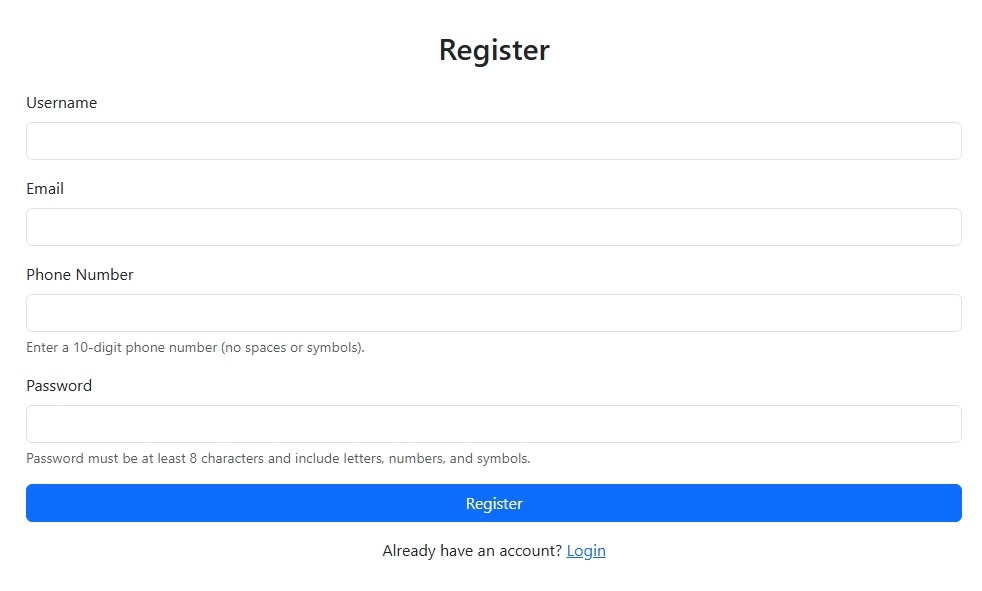 Register
Username
Email
Phone Number
Enter a 10-digit phone number (no spaces or symbols).
Password
Password must be at least 8 characters and include letters, numbers, and symbols.
Register
Already have an account? Login